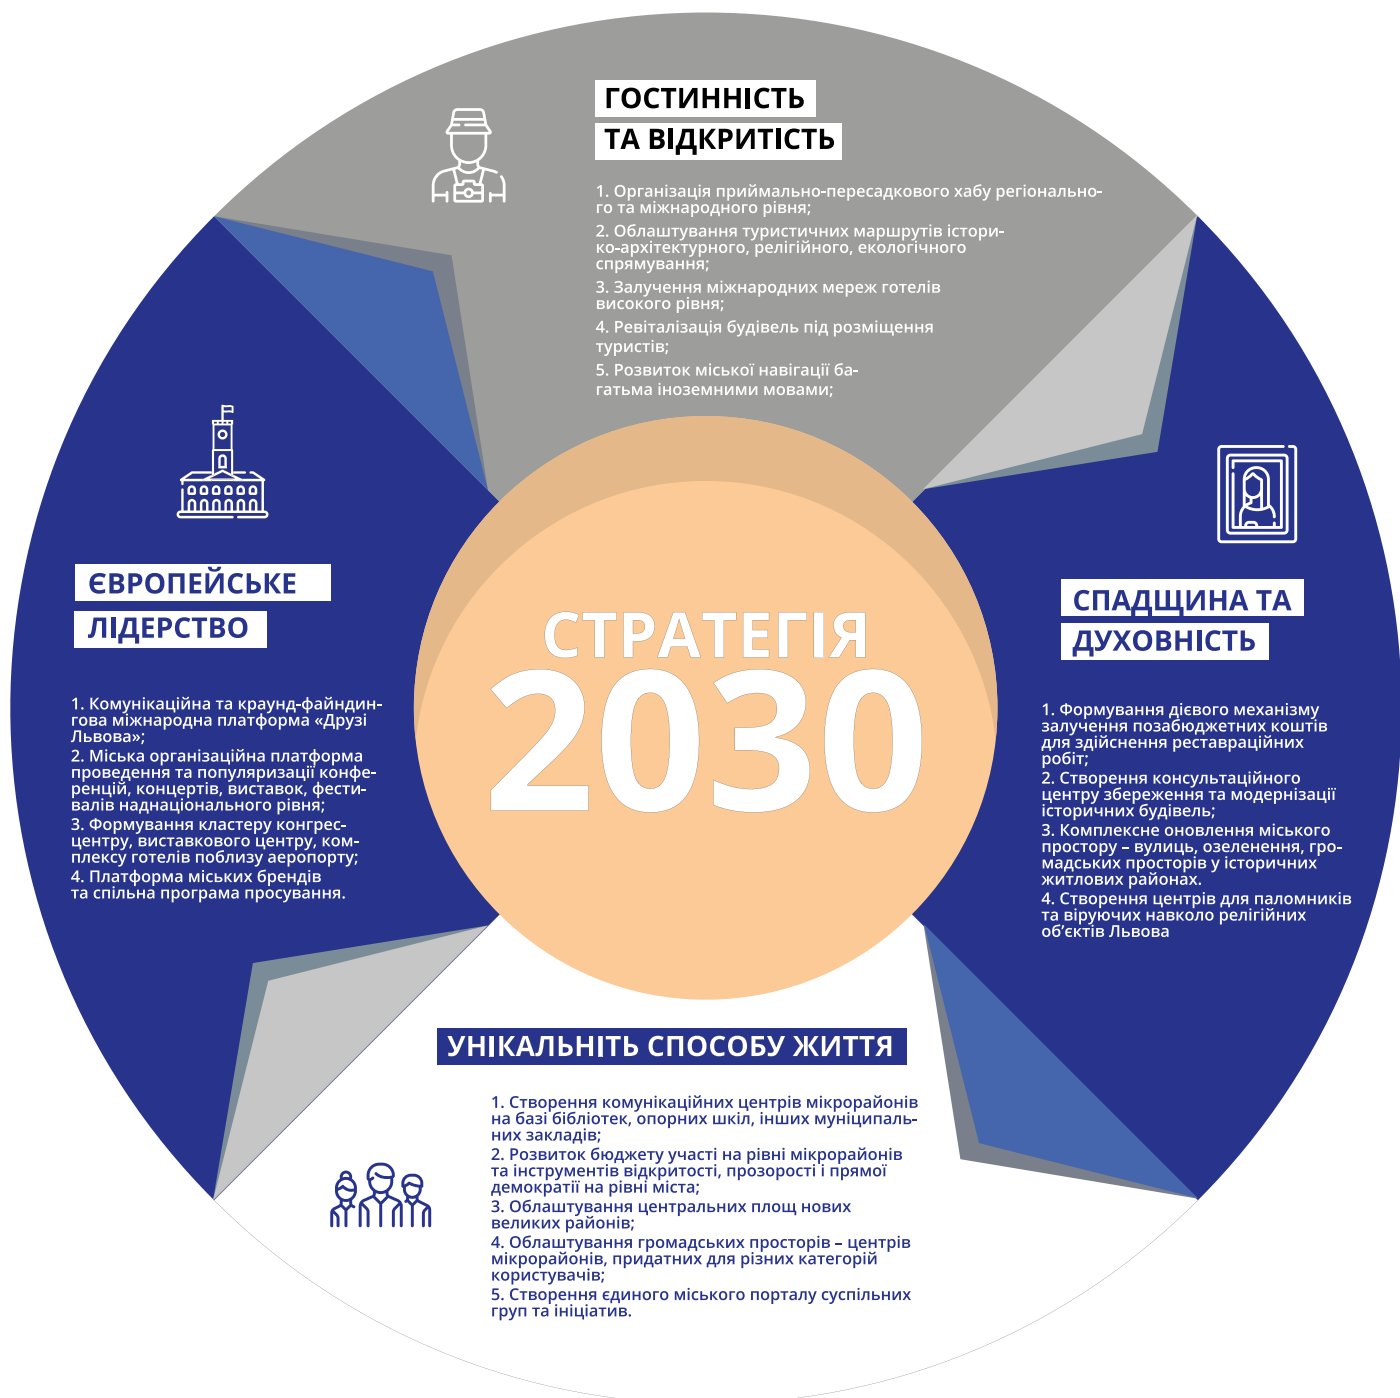 ГОСТИННІСТЬ
ТА ВІДКРИТІСТЬ
1. Організація приймально-пересадкового хабу регіонально-
го та міжнародного рівня;
2. Облаштування туристичних маршрутів істори-
ко-архітектурного, релігійного, екологічного
спрямування;
3. Залучення міжнародних мереж готелів
високого рівня;
4. Ревіталізація будівель під розміщення
туристів;
5. Розвиток міської навігації ба-
гатьма іноземними мовами;
ЄВРОПЕЙСЬКЕ
ЛІДЕРСТВО
1. Комунікаційна та краунд-файндин-
гова міжнародна платформа «Друзі
Львова»;
2. Міська організаційна платформа
проведення та популяризації конфе-
ренцій, концертів, виставок, фести-
валів наднаціонального рівня;
3. Формування кластеру конгрес-
центру, виставкового центру, ком-
плексу готелів поблизу аеропорту;
4. Платформа міських брендів
та спільна програма просування.
СТРАТЕГІЯ
2030
СПАДЩИНА ТА
ДУХОВНІСТЬ
1. Формування дієвого механізму
залучення позабюджетних коштів
для здійснення реставраційних
робіт;
2. Створення консультаційного
центру збереження та модернізації
історичних будівель;
3. Комплексне оновлення міського
простору – вулиць, озеленення, гро-
мадських просторів у історичних
житлових районах.
4. Створення центрів для паломників
та віруючих навколо релігійних
об’єктів Львова
УНІКАЛЬНІТЬ СПОСОБУ ЖИТТЯ
1. Створення комунікаційних центрів мікрорайонів
на базі бібліотек, опорних шкіл, інших муніципаль-
них закладів;
2. Розвиток бюджету участі на рівні мікрорайонів
та інструментів відкритості, прозорості і прямої
демократії на рівні міста;
3. Облаштування центральних площ нових
великих районів;
4. Облаштування громадських просторів – центрів
мікрорайонів, придатних для різних категорій
користувачів;
5. Створення єдиного міського порталу суспільних
груп та ініціатив.